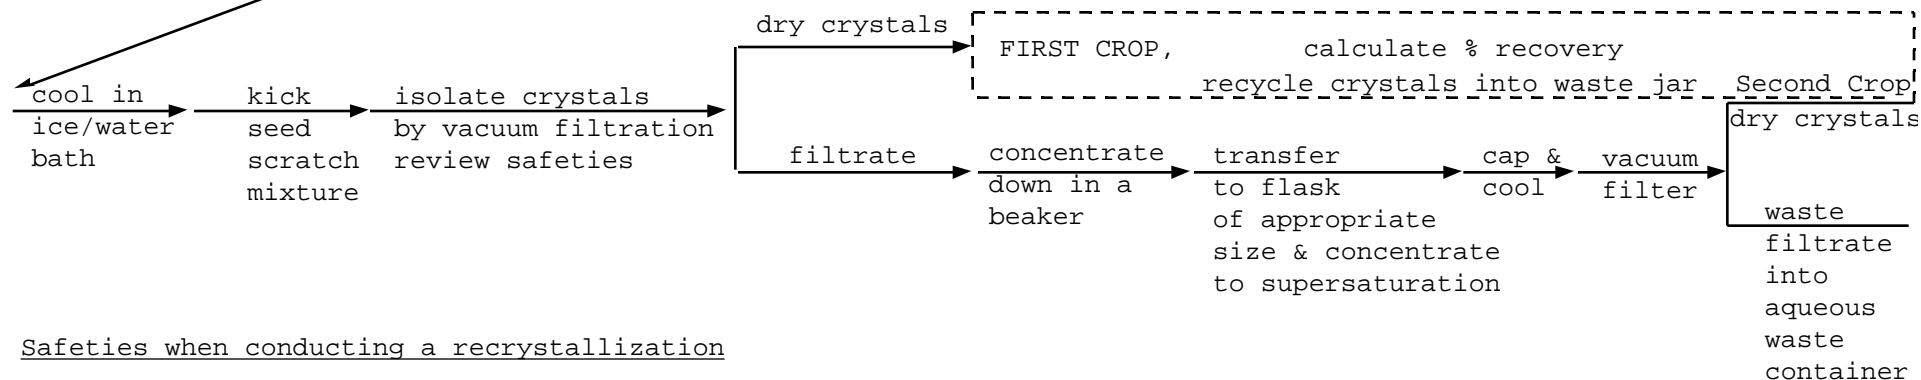 dry crystals
FIRST CROP, calculate % recovery
recycle crystals into waste jar Second Crop
dry crystals
cool in
ice/water
bath
kick
seed
scratch
mixture
isolate crystals
by vacuum filtration
review safeties
filtrate
concentrate
down in a
beaker
transfer
to flask
of appropriate
size & concentrate
to supersaturation
cap &
cool
vacuum
filter
waste
filtrate
into
aqueous
waste
container
Safeties when conducting a recrystallization